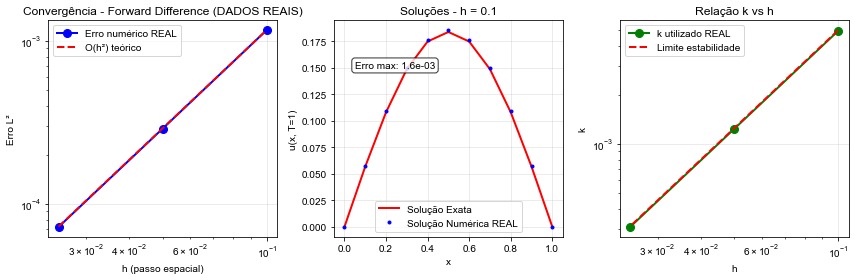 Convergência - Forward Difference (DADOS REAIS)
Erro numérico REAL
O(h²) teórico
10⁻³
10⁻⁴
Erro L²
3 × 10⁻²
4 × 10⁻²
6 × 10⁻²
10⁻¹
h (passo espacial)
Soluções - h = 0.1
Erro max: 1.6e-03
0.175
0.150
0.125
0.100
0.075
0.050
0.025
0.000
u(x, T=1)
Solução Exata
Solução Numérica REAL
0.0
0.2
0.4
0.6
0.8
1.0
x
Relação k vs h
k utilizado REAL
Limite estabilidade
10⁻³
k
3 × 10⁻²
4 × 10⁻²
6 × 10⁻²
10⁻¹
h